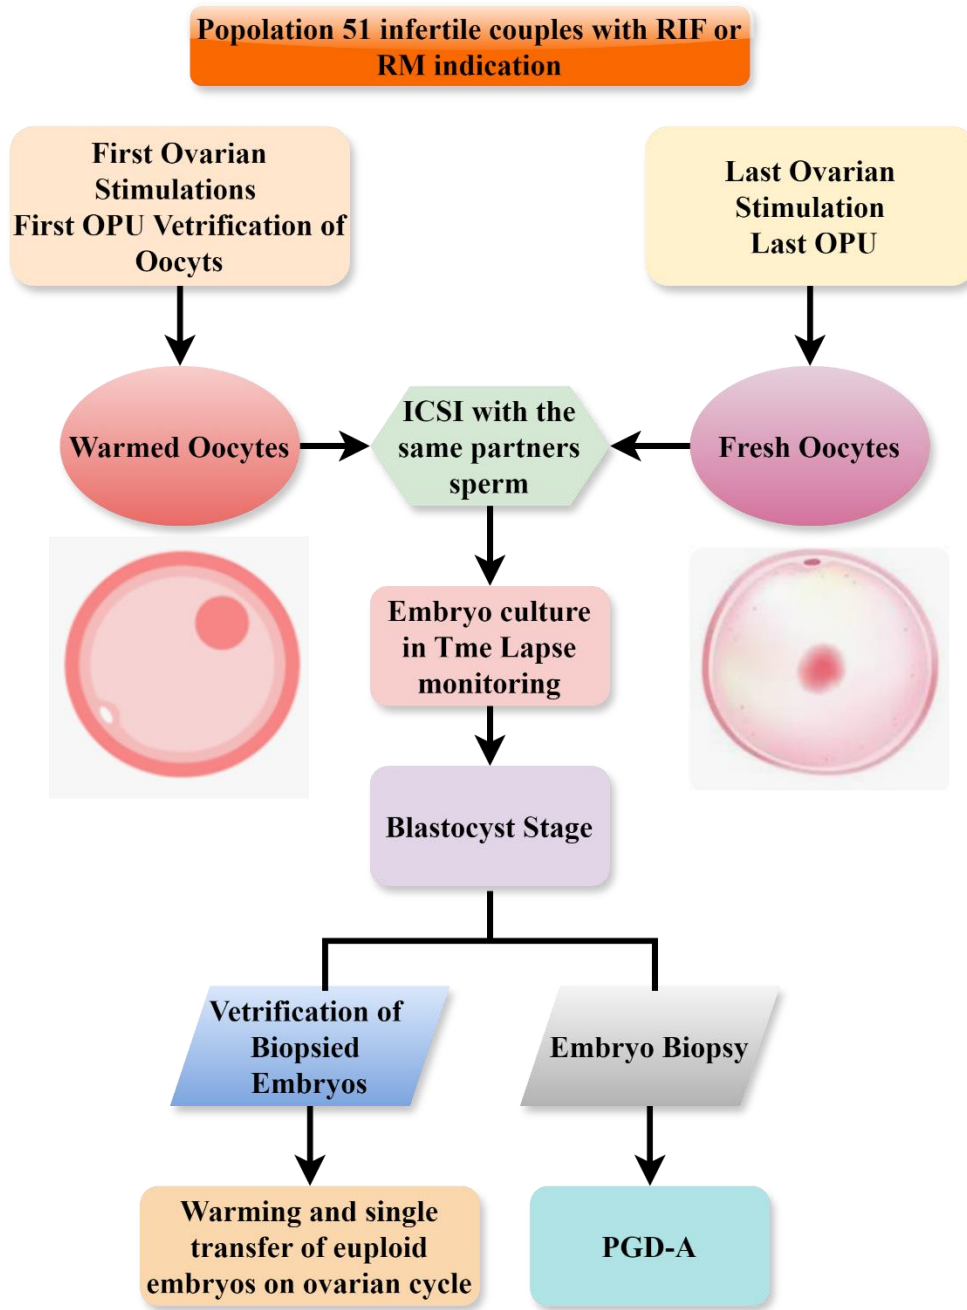 Popolation 51 infertile couples with RIF or
RM indication
First Ovarian
Stimulations
First OPU Vetrification of
Oocyts
Last Ovarian
Stimulation
Last OPU
Warmed Oocytes
ICSI with the
same partners
sperm
Fresh Oocytes
Embryo culture
in Tme Lapse
monitoring
Blastocyst Stage
Vetrification of
Biopsied
Embryos
Embryo Biopsy
Warming and single
transfer of euploid
embryos on ovarian cycle
PGD-A